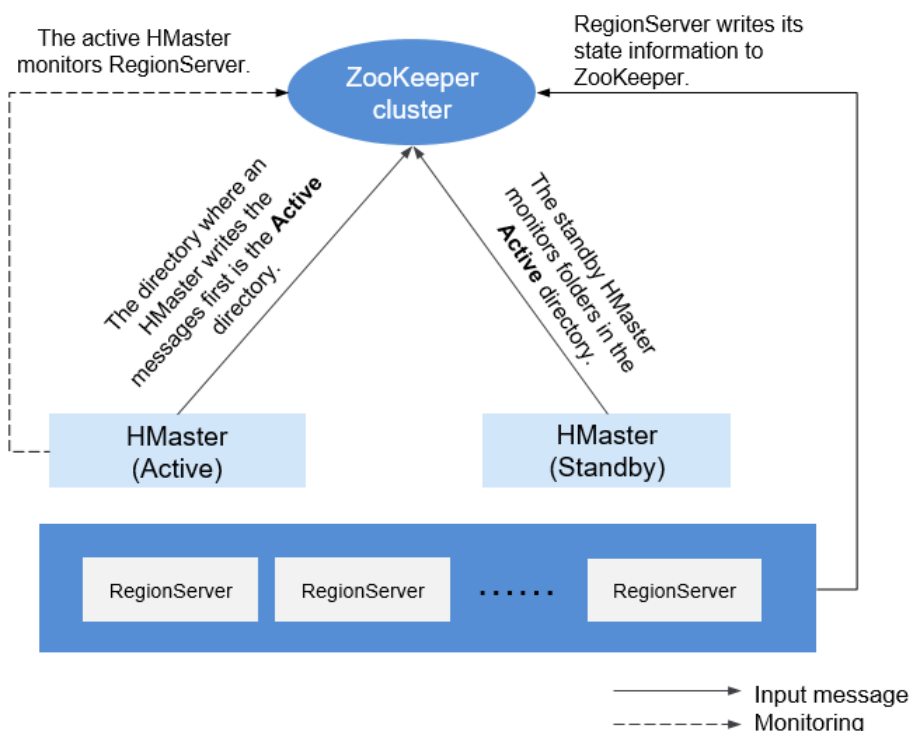 The active HMaster
monitors RegionServer.
RegionServer writes its
state information to
ZooKeeper.
ZooKeeper
cluster
The directory where an
HMaster writes the
messages first is the Active
directory.
The standby HMaster
monitors folders in the
Active directory.
HMaster
(Active)
HMaster
(Standby)
RegionServer
RegionServer
······
RegionServer
Input message
Monitoring